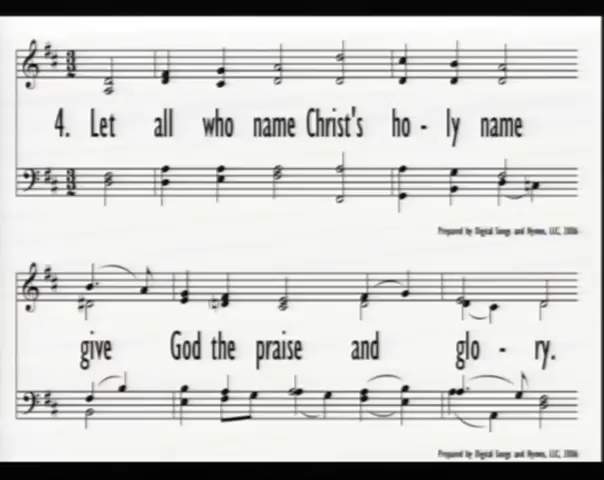 4. Let all who name Christ's ho - ly name
Prepared by Digital Songs and Hymns, LLC, 2006
give God the praise and glo - ry.
Prepared by Digital Songs and Hymns, LLC, 2006